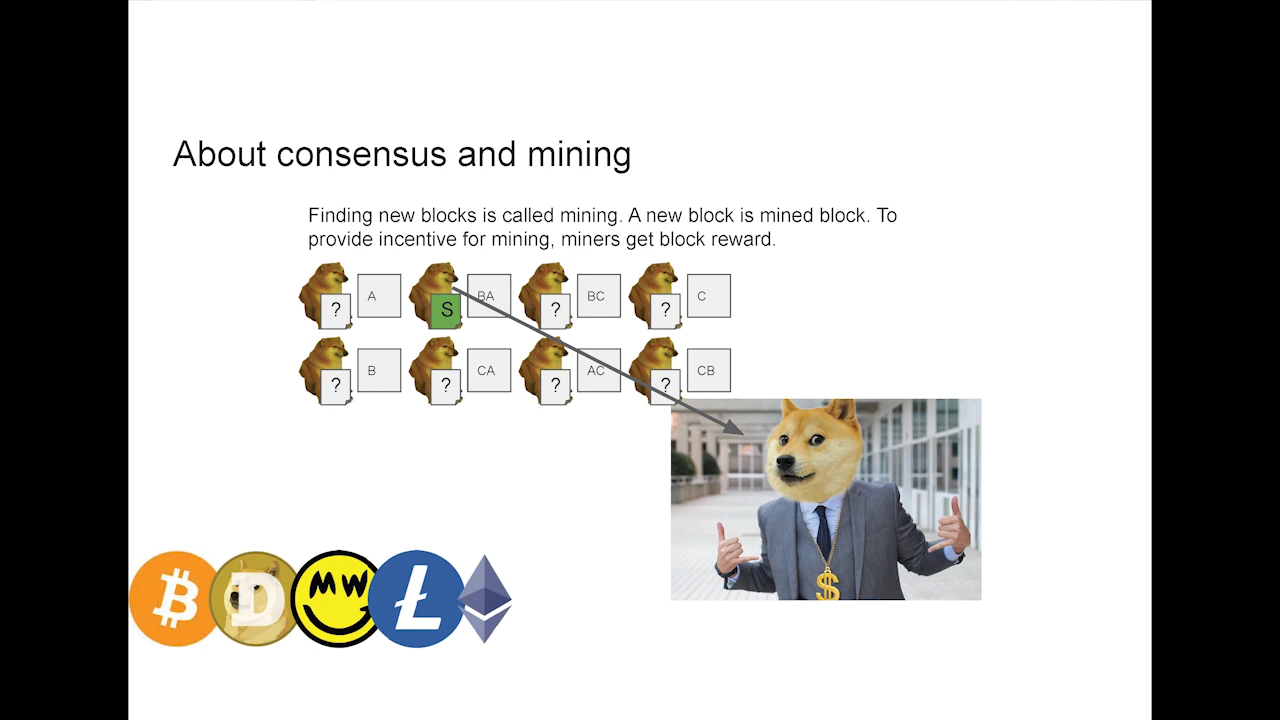 About consensus and mining
Finding new blocks is called mining. A new block is mined block. To
provide incentive for mining, miners get block reward.
? A S BA ? BC ? C
? B ? CA ? AC ? CB
$
MW